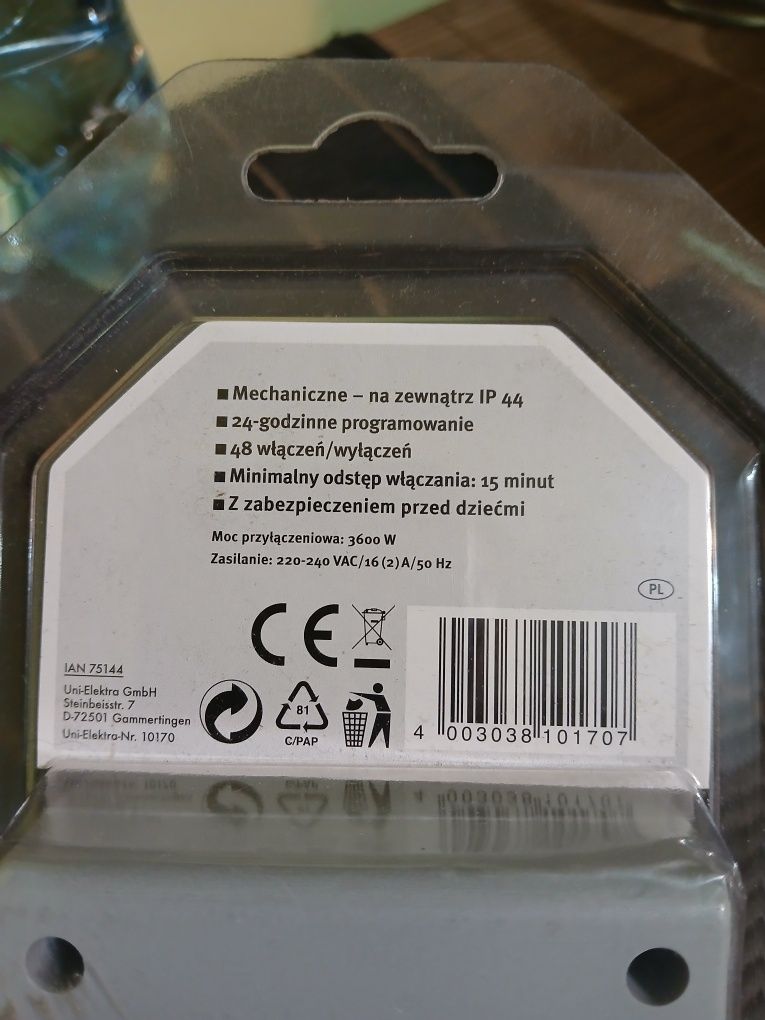 Mechaniczne – na zewnątrz IP 44
24-godzinne programowanie
48 włączeń/wyłączeń
Minimalny odstęp włączania: 15 minut
Z zabezpieczeniem przed dziećmi
Moc przyłączeniowa: 3600 W
Zasilanie: 220-240 VAC/16 (2) A/50 Hz
PL
CE
IAN 75144
Uni-Elektra GmbH
Steinbeisstr. 7
D-72501 Gammertingen
Uni-Elektra-Nr. 10170
81
C/PAP
4 003038 101707